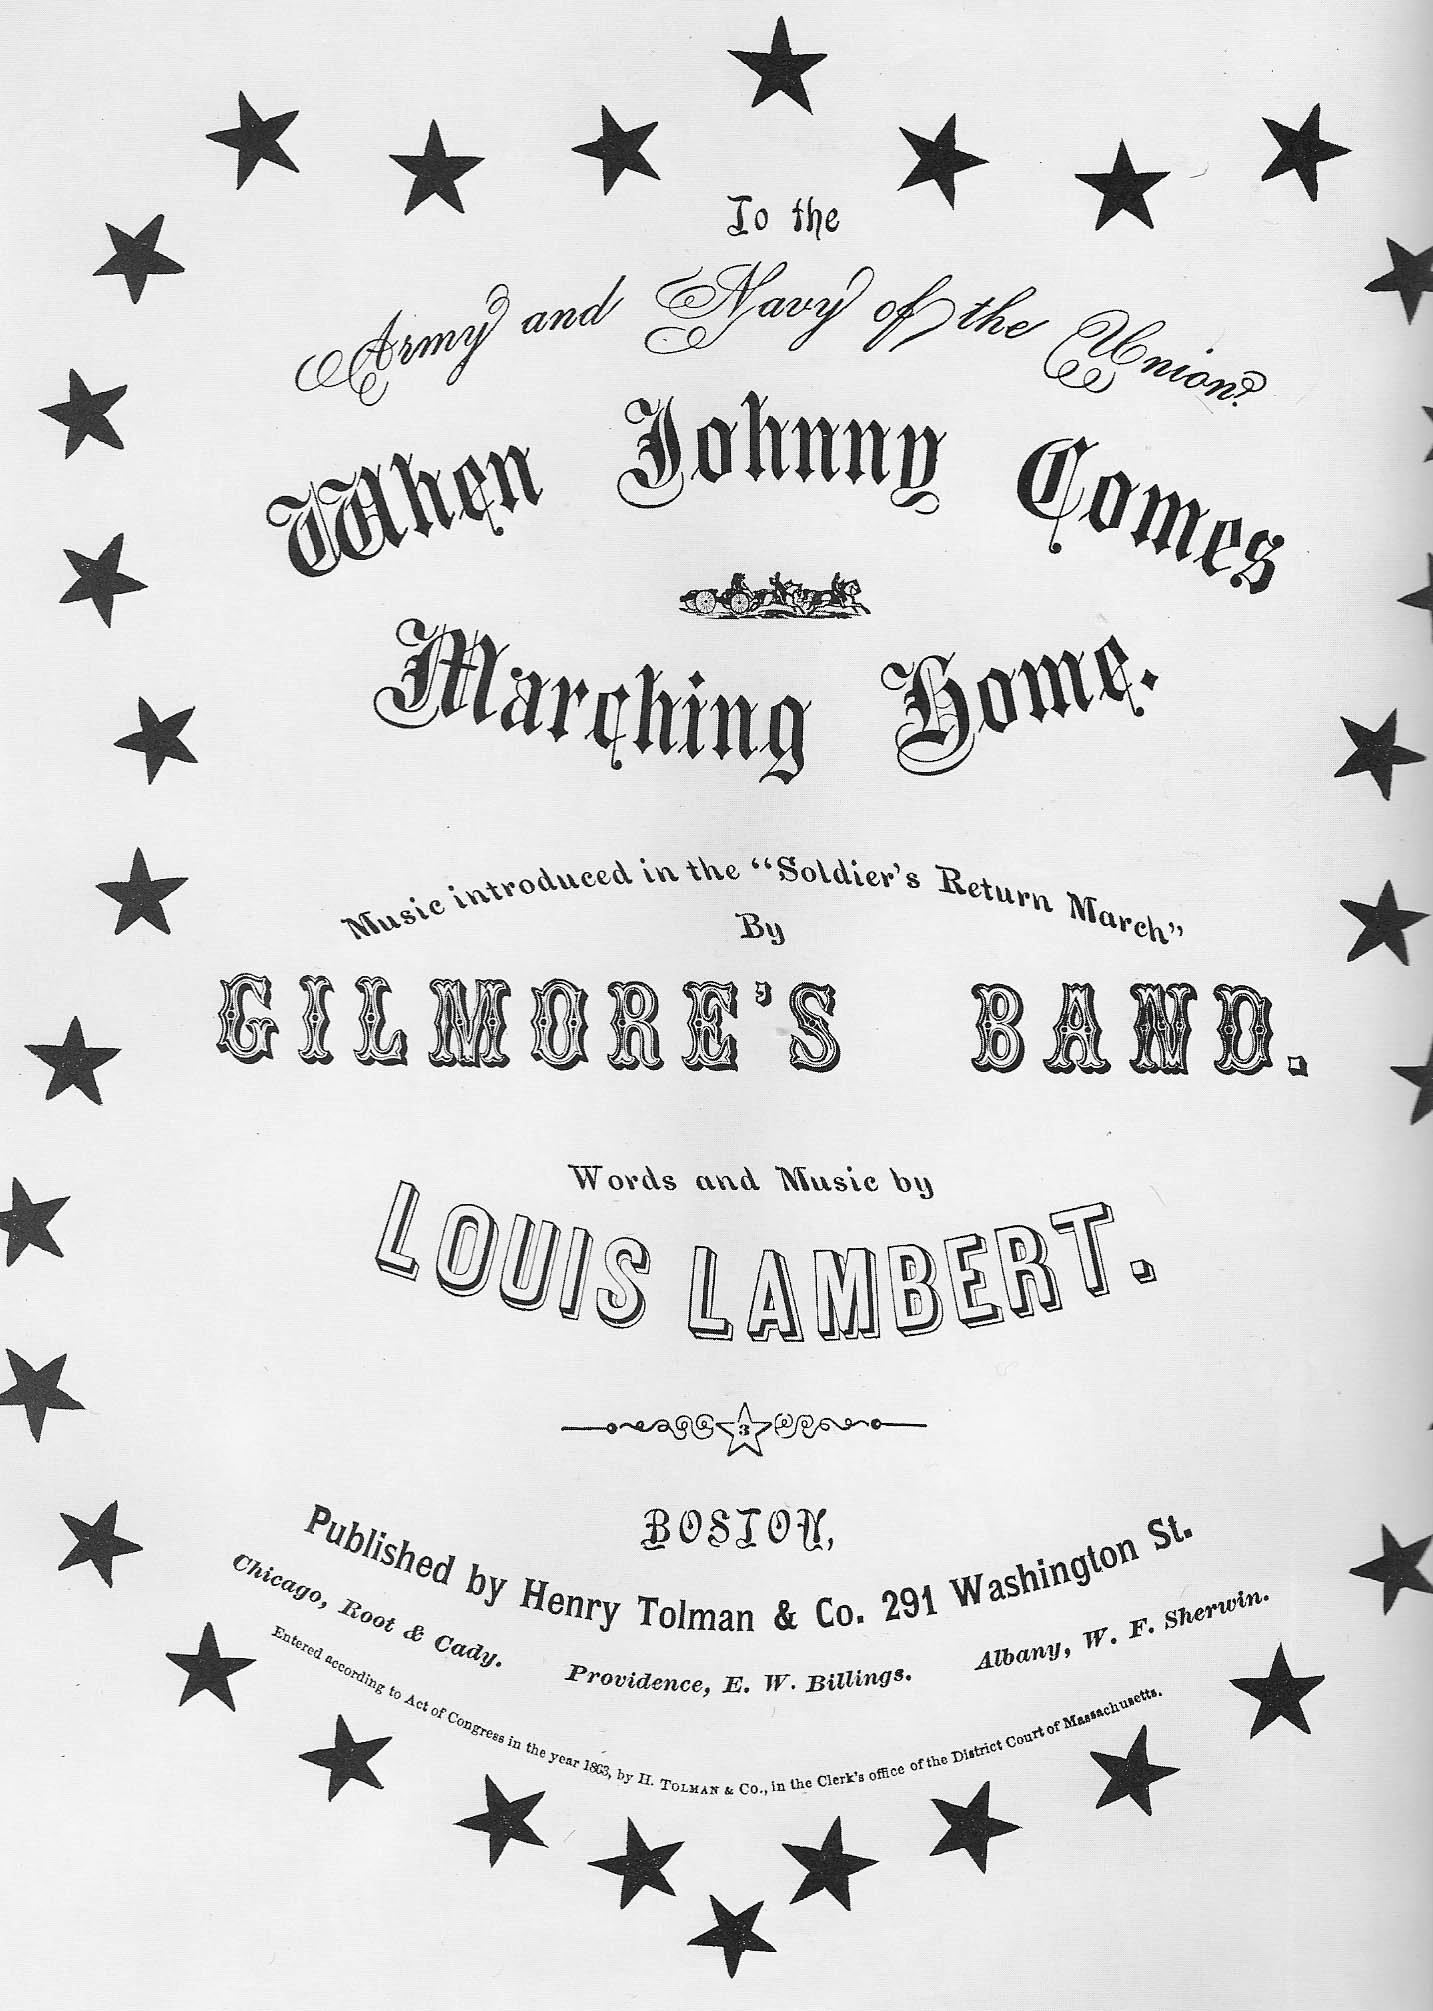 To the
Army and Navy of the Union.
When Johnny Comes
Marching Home.
Music introduced in the "Soldier's Return March"
By
GILMORE'S BAND.
Words and Music by
LOUIS LAMBERT.
3
BOSTON,
Published by Henry Tolman & Co. 291 Washington St.
Chicago, Root & Cady. Providence, E. W. Billings. Albany, W. F. Sherwin.
Entered according to Act of Congress in the year 1863, by H. TOLMAN & CO., in the Clerk's office of the District Court of Massachusetts.